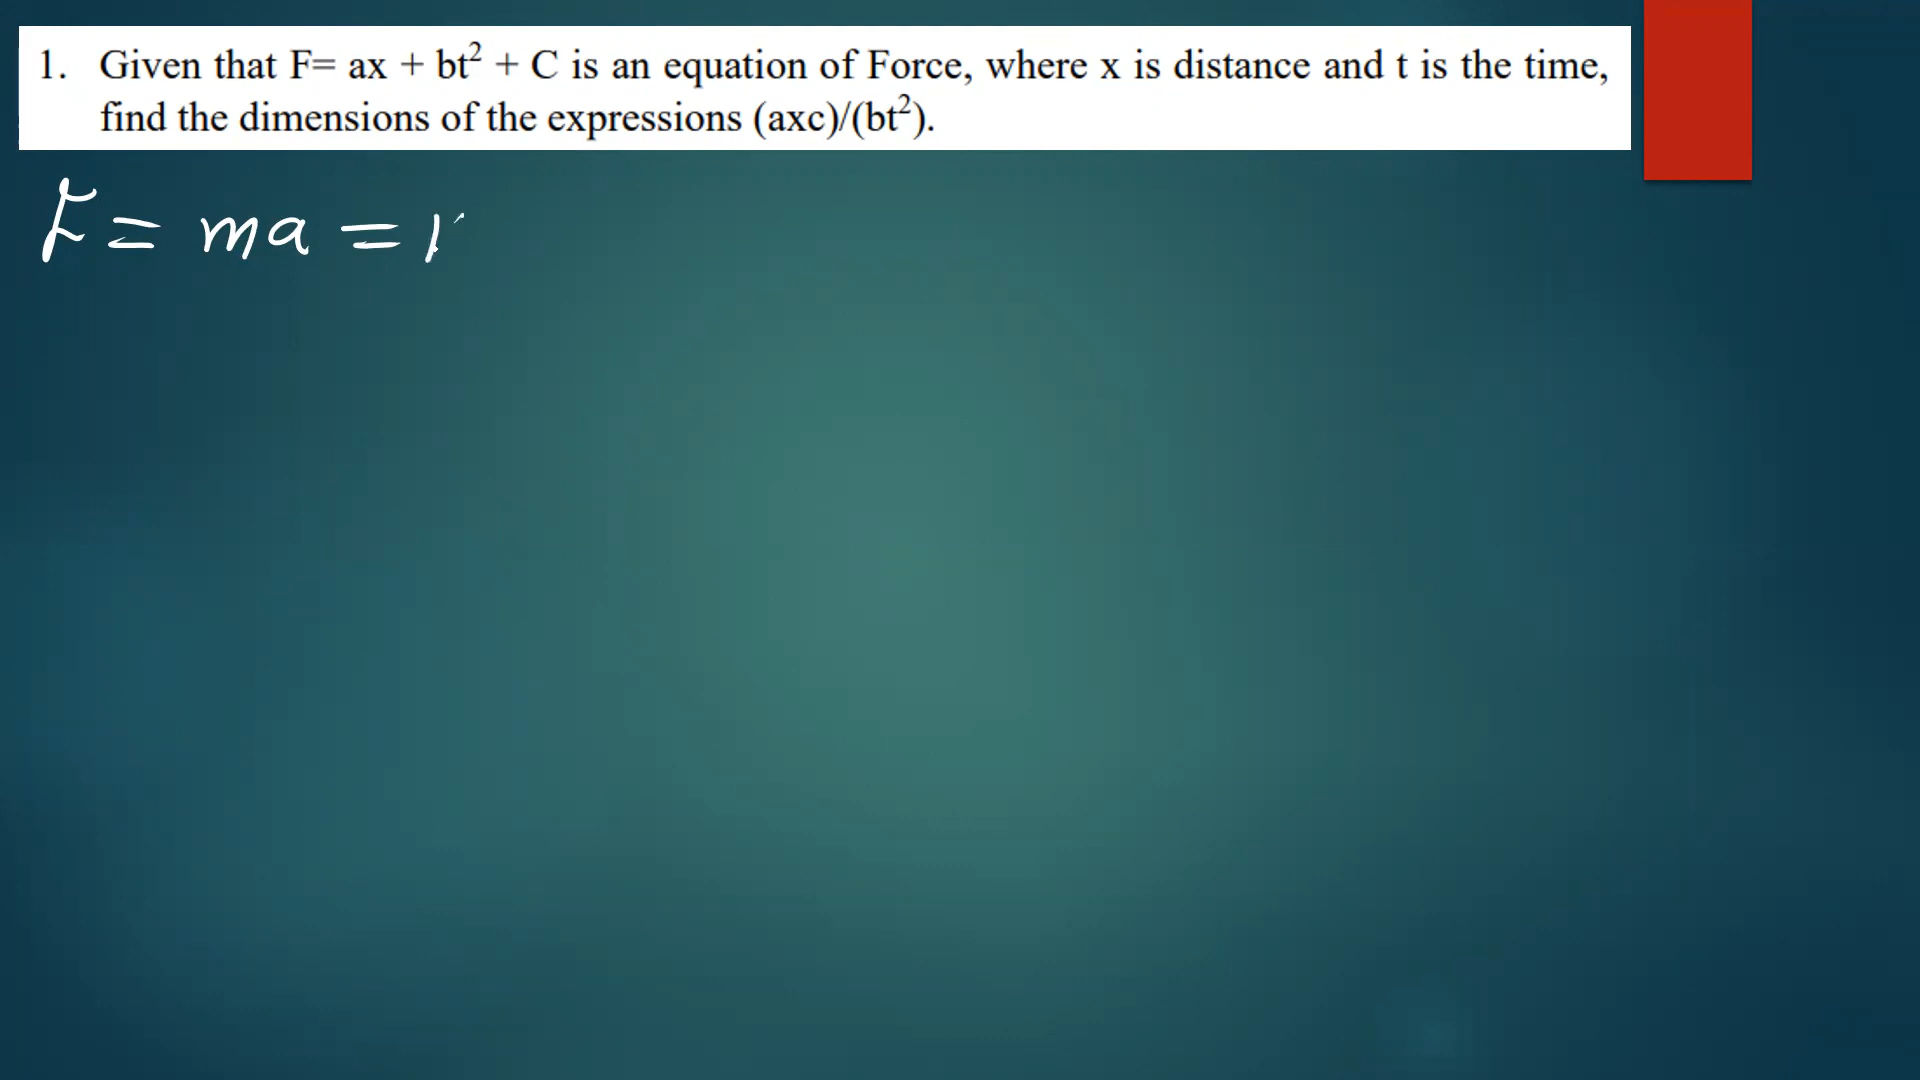 1. Given that F= ax + bt² + C is an equation of Force, where x is distance and t is the time,
find the dimensions of the expressions (axc)/(bt²).
F = ma =